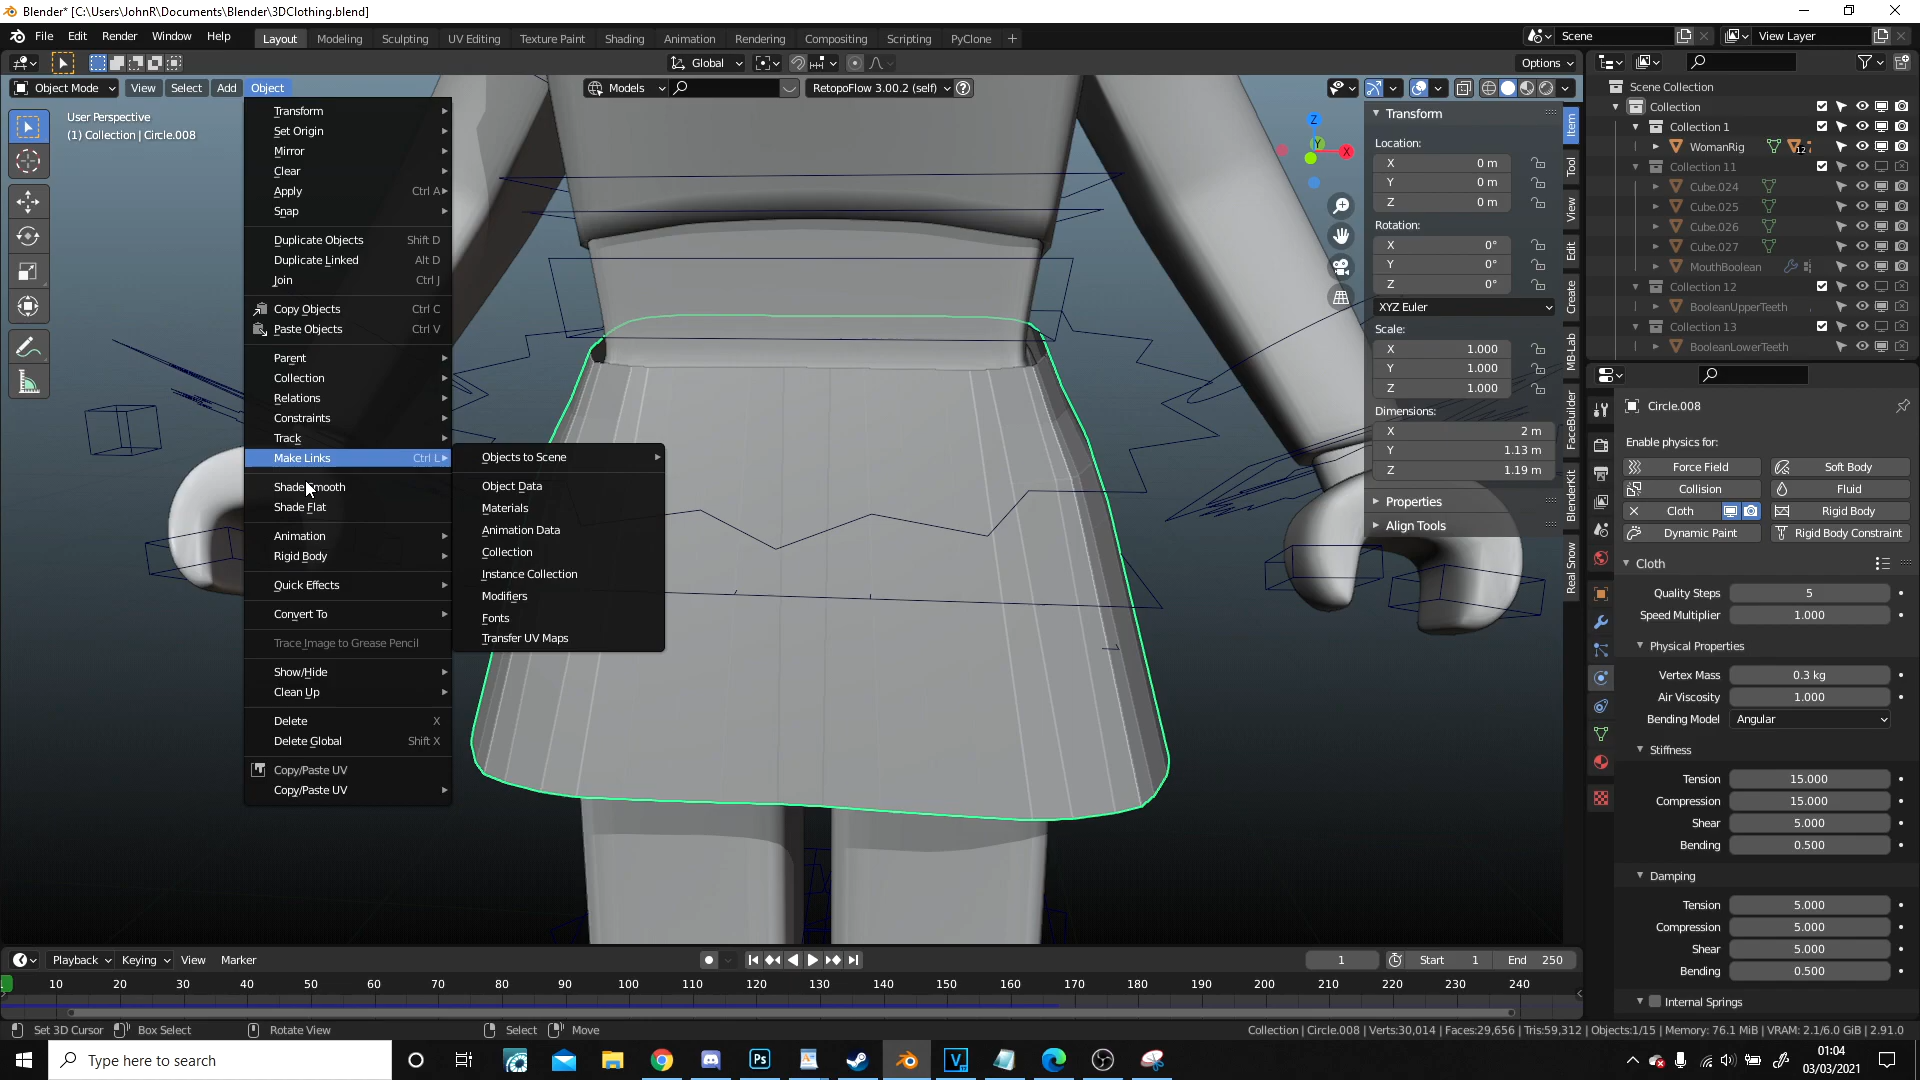 Blender* [C:\Users\JohnR\Documents\Blender\3DClothing.blend]
File Edit Render Window Help
Layout Modeling Sculpting UV Editing Texture Paint Shading Animation Rendering Compositing Scripting PyClone +
Scene
View Layer
Global
Options
Object Mode View Select Add Object
Models
RetopoFlow 3.00.2 (self)
User Perspective
(1) Collection | Circle.008
Transform
Set Origin
Mirror
Clear
Apply Ctrl A
Snap
Duplicate Objects Shift D
Duplicate Linked Alt D
Join Ctrl J
Copy Objects Ctrl C
Paste Objects Ctrl V
Parent
Collection
Relations
Constraints
Track
Make Links Ctrl L
Shade Smooth
Shade Flat
Animation
Rigid Body
Quick Effects
Convert To
Trace Image to Grease Pencil
Show/Hide
Clean Up
Delete X
Delete Global Shift X
Copy/Paste UV
Copy/Paste UV
Objects to Scene
Object Data
Materials
Animation Data
Collection
Instance Collection
Modifiers
Fonts
Transfer UV Maps
Z
Y
X
Transform
Location:
X 0 m
Y 0 m
Z 0 m
Rotation:
X 0°
Y 0°
Z 0°
XYZ Euler
Scale:
X 1.000
Y 1.000
Z 1.000
Dimensions:
X 2 m
Y 1.13 m
Z 1.19 m
Properties
Align Tools
Item
Tool
View
Edit
Create
MB-Lab
FaceBuilder
BlenderKit
Real Snow
Scene Collection
Collection
Collection 1
WomanRig 12
Collection 11
Cube.024
Cube.025
Cube.026
Cube.027
MouthBoolean
Collection 12
BooleanUpperTeeth
Collection 13
BooleanLowerTeeth
Circle.008
Enable physics for:
Force Field Soft Body
Collision Fluid
Cloth Rigid Body
Dynamic Paint Rigid Body Constraint
Cloth
Quality Steps 5
Speed Multiplier 1.000
Physical Properties
Vertex Mass 0.3 kg
Air Viscosity 1.000
Bending Model Angular
Stiffness
Tension 15.000
Compression 15.000
Shear 5.000
Bending 0.500
Damping
Tension 5.000
Compression 5.000
Shear 5.000
Bending 0.500
Internal Springs
Playback Keying View Marker
1 Start 1 End 250
10 20 30 40 50 60 70 80 90 100 110 120 130 140 150 160 170 180 190 200 210 220 230 240
Set 3D Cursor Box Select Rotate View Select Move
Collection | Circle.008 | Verts:30,014 | Faces:29,656 | Tris:59,312 | Objects:1/15 | Memory: 76.1 MiB | VRAM: 2.1/6.0 GiB | 2.91.0
Type here to search
Ps
V
01:04
03/03/2021